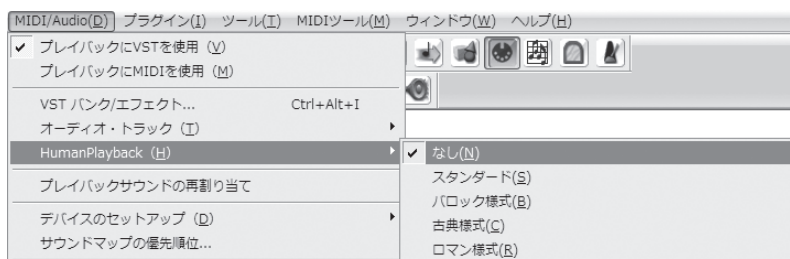 MIDI/Audio(D) プラグイン(I) ツール(T) MIDIツール(M) ウィンドウ(W) ヘルプ(H)
プレイバックにVSTを使用 (V)
プレイバックにMIDIを使用 (M)
VST バンク/エフェクト... Ctrl+Alt+I
オーディオ・トラック (T)
HumanPlayback (H)
なし(N)
スタンダード(S)
プレイバックサウンドの再割り当て
バロック様式(B)
デバイスのセットアップ (D)
古典様式(C)
サウンドマップの優先順位...
ロマン様式(R)